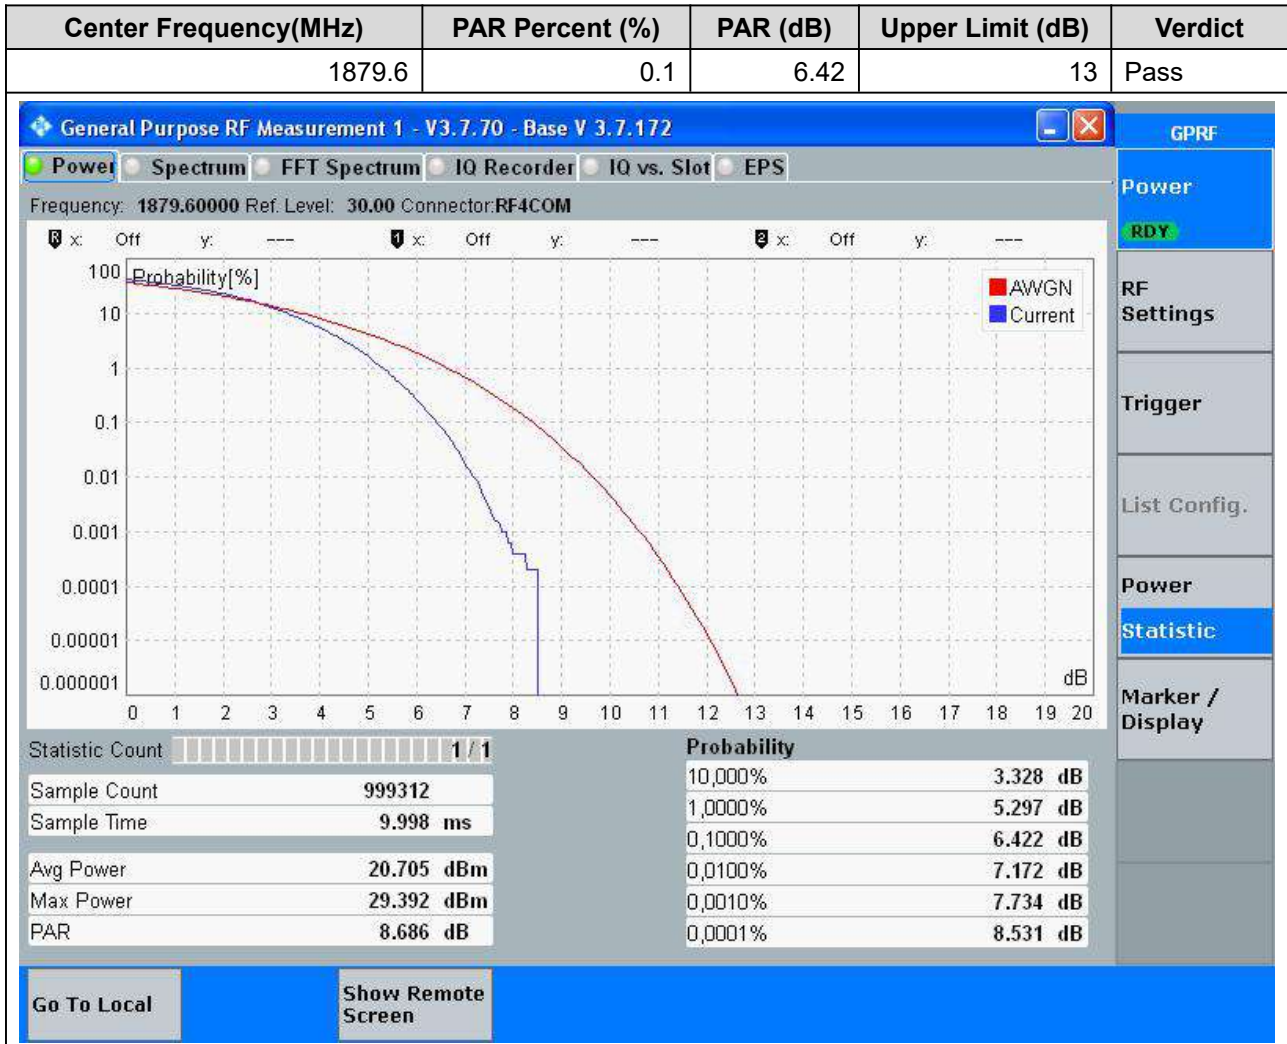 Center Frequency(MHz) PAR Percent (%) PAR (dB) Upper Limit (dB) Verdict
1879.6 0.1 6.42 13 Pass
General Purpose RF Measurement 1 - V3.7.70 - Base V 3.7.172
GPRF
Power Spectrum FFT Spectrum IQ Recorder IQ vs. Slot EPS
Frequency: 1879.60000 Ref. Level: 30.00 Connector:RF4COM
R x: Off y: --- 1 x: Off y: --- 2 x: Off y: ---
Probability[%]
AWGN
Current
100
10
1
0.1
0.01
0.001
0.0001
0.00001
0.000001
dB
0 1 2 3 4 5 6 7 8 9 10 11 12 13 14 15 16 17 18 19 20
Statistic Count 1 / 1
Sample Count 999312
Sample Time 9.998 ms
Avg Power 20.705 dBm
Max Power 29.392 dBm
PAR 8.686 dB
Probability
10,000% 3.328 dB
1,0000% 5.297 dB
0,1000% 6.422 dB
0,0100% 7.172 dB
0,0010% 7.734 dB
0,0001% 8.531 dB
Power
RDY
RF
Settings
Trigger
List Config.
Power
Statistic
Marker /
Display
Go To Local
Show Remote
Screen